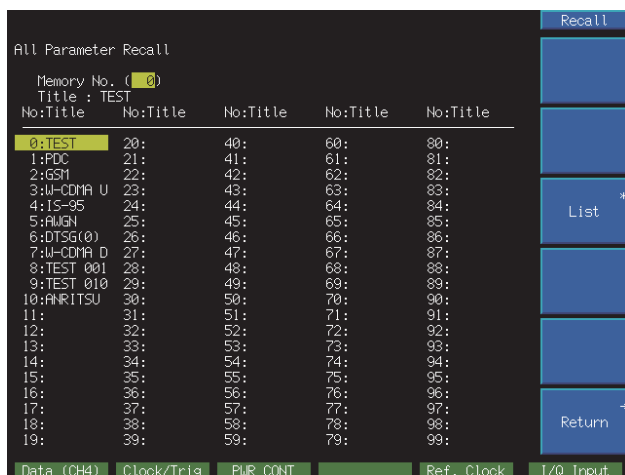 Recall
All Parameter Recall
Memory No. ( 0)
Title : TEST
No:Title No:Title No:Title No:Title No:Title
0:TEST 20: 40: 60: 80:
1:PDC 21: 41: 61: 81:
2:GSM 22: 42: 62: 82:
3:W-CDMA U 23: 43: 63: 83:
4:IS-95 24: 44: 64: 84:
5:AWGN 25: 45: 65: 85:
6:DTSG(0) 26: 46: 66: 86:
7:W-CDMA D 27: 47: 67: 87:
8:TEST 001 28: 48: 68: 88:
9:TEST 010 29: 49: 69: 89:
10:ANRITSU 30: 50: 70: 90:
11: 31: 51: 71: 91:
12: 32: 52: 72: 92:
13: 33: 53: 73: 93:
14: 34: 54: 74: 94:
15: 35: 55: 75: 95:
16: 36: 56: 76: 96:
17: 37: 57: 77: 97:
18: 38: 58: 78: 98:
19: 39: 59: 79: 99:
*
List
Return
Data (CH4) Clock/Trig PWR CONT Ref. Clock I/Q Input